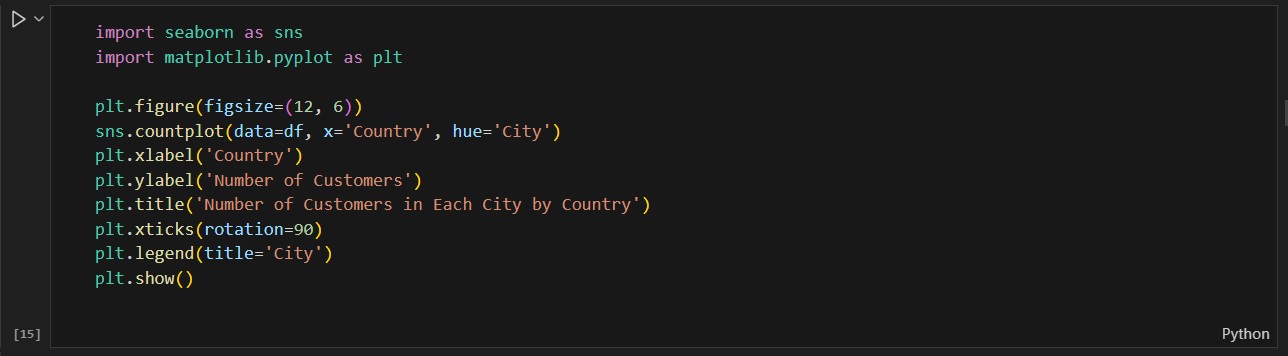 import seaborn as sns
import matplotlib.pyplot as plt
plt.figure(figsize=(12, 6))
sns.countplot(data=df, x='Country', hue='City')
plt.xlabel('Country')
plt.ylabel('Number of Customers')
plt.title('Number of Customers in Each City by Country')
plt.xticks(rotation=90)
plt.legend(title='City')
plt.show()
[15]
Python